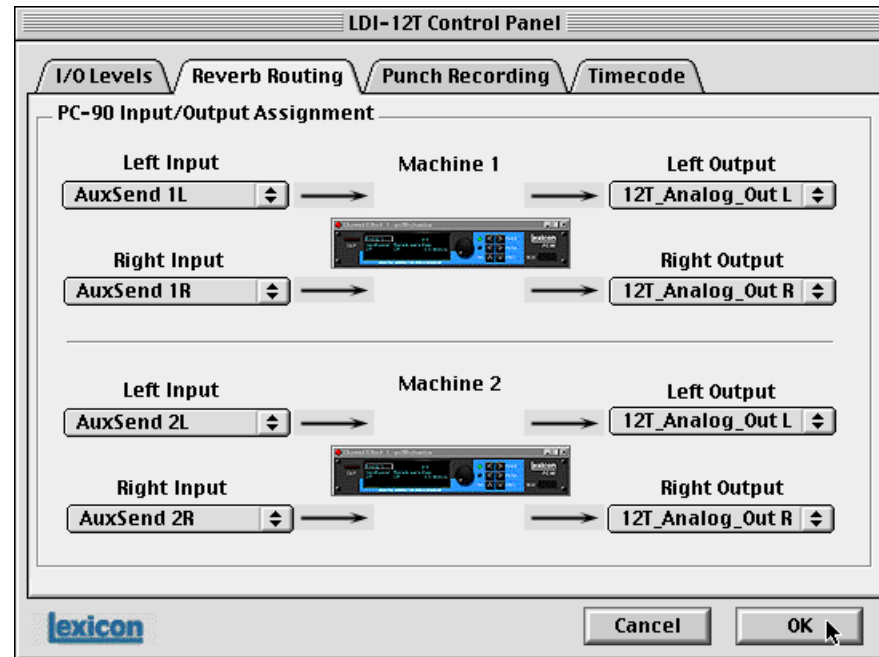 LDI-12T Control Panel
I/O Levels Reverb Routing Punch Recording Timecode
PC-90 Input/Output Assignment
Left Input Machine 1 Left Output
AuxSend 1L 12T_Analog_Out L
lexicon
Right Input Right Output
AuxSend 1R 12T_Analog_Out R
Left Input Machine 2 Left Output
AuxSend 2L 12T_Analog_Out L
lexicon
Right Input Right Output
AuxSend 2R 12T_Analog_Out R
lexicon Cancel OK